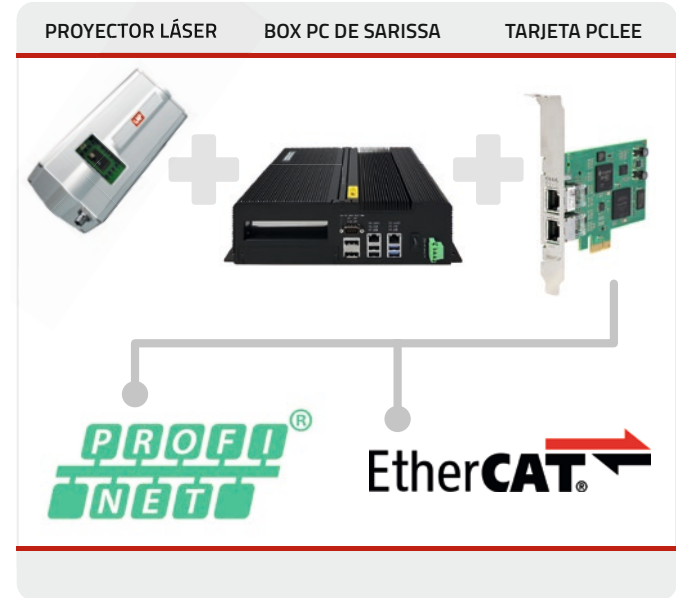 PROYECTOR LÁSER
BOX PC DE SARISSA
TARJETA PCLEE
PROFI®
NET
EtherCAT®